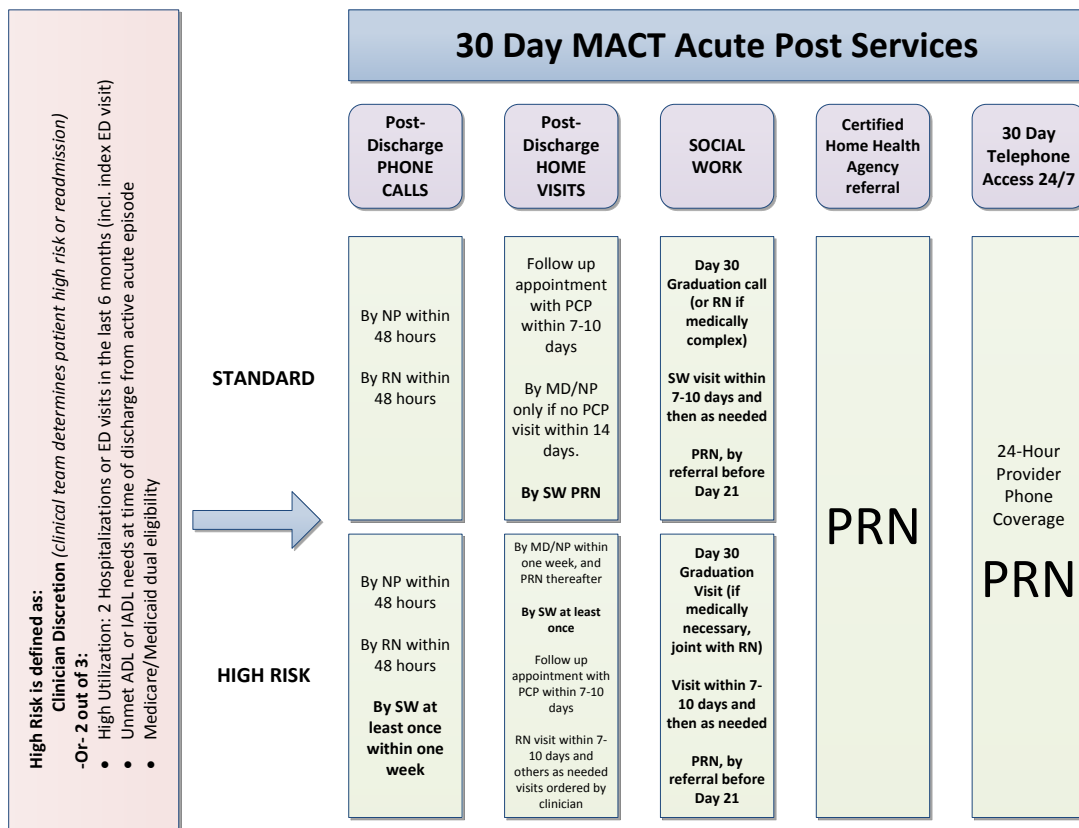 High Risk is defined as:
Clinician Discretion (clinical team determines patient high risk or readmission)
-Or- 2 out of 3:
• High Utilization: 2 Hospitalizations or ED visits in the last 6 months (incl. index ED visit)
• Unmet ADL or IADL needs at time of discharge from active acute episode
• Medicare/Medicaid dual eligibility
30 Day MACT Acute Post Services
Post-
Discharge
PHONE
CALLS
Post-
Discharge
HOME
VISITS
SOCIAL
WORK
Certified
Home Health
Agency
referral
30 Day
Telephone
Access 24/7
STANDARD
By NP within
48 hours
By RN within
48 hours
Follow up
appointment
with PCP
within 7-10
days
By MD/NP
only if no PCP
visit within 14
days.
By SW PRN
Day 30
Graduation call
(or RN if
medically
complex)
SW visit within
7-10 days and
then as needed
PRN, by
referral before
Day 21
HIGH RISK
By NP within
48 hours
By RN within
48 hours
By SW at
least once
within one
week
By MD/NP within
one week, and
PRN thereafter
By SW at least
once
Follow up
appointment with
PCP within 7-10
days
RN visit within 7-
10 days and
others as needed
visits ordered by
clinician
Day 30
Graduation
Visit (if
medically
necessary,
joint with RN)
Visit within 7-
10 days and
then as needed
PRN, by
referral before
Day 21
PRN
24-Hour
Provider
Phone
Coverage
PRN